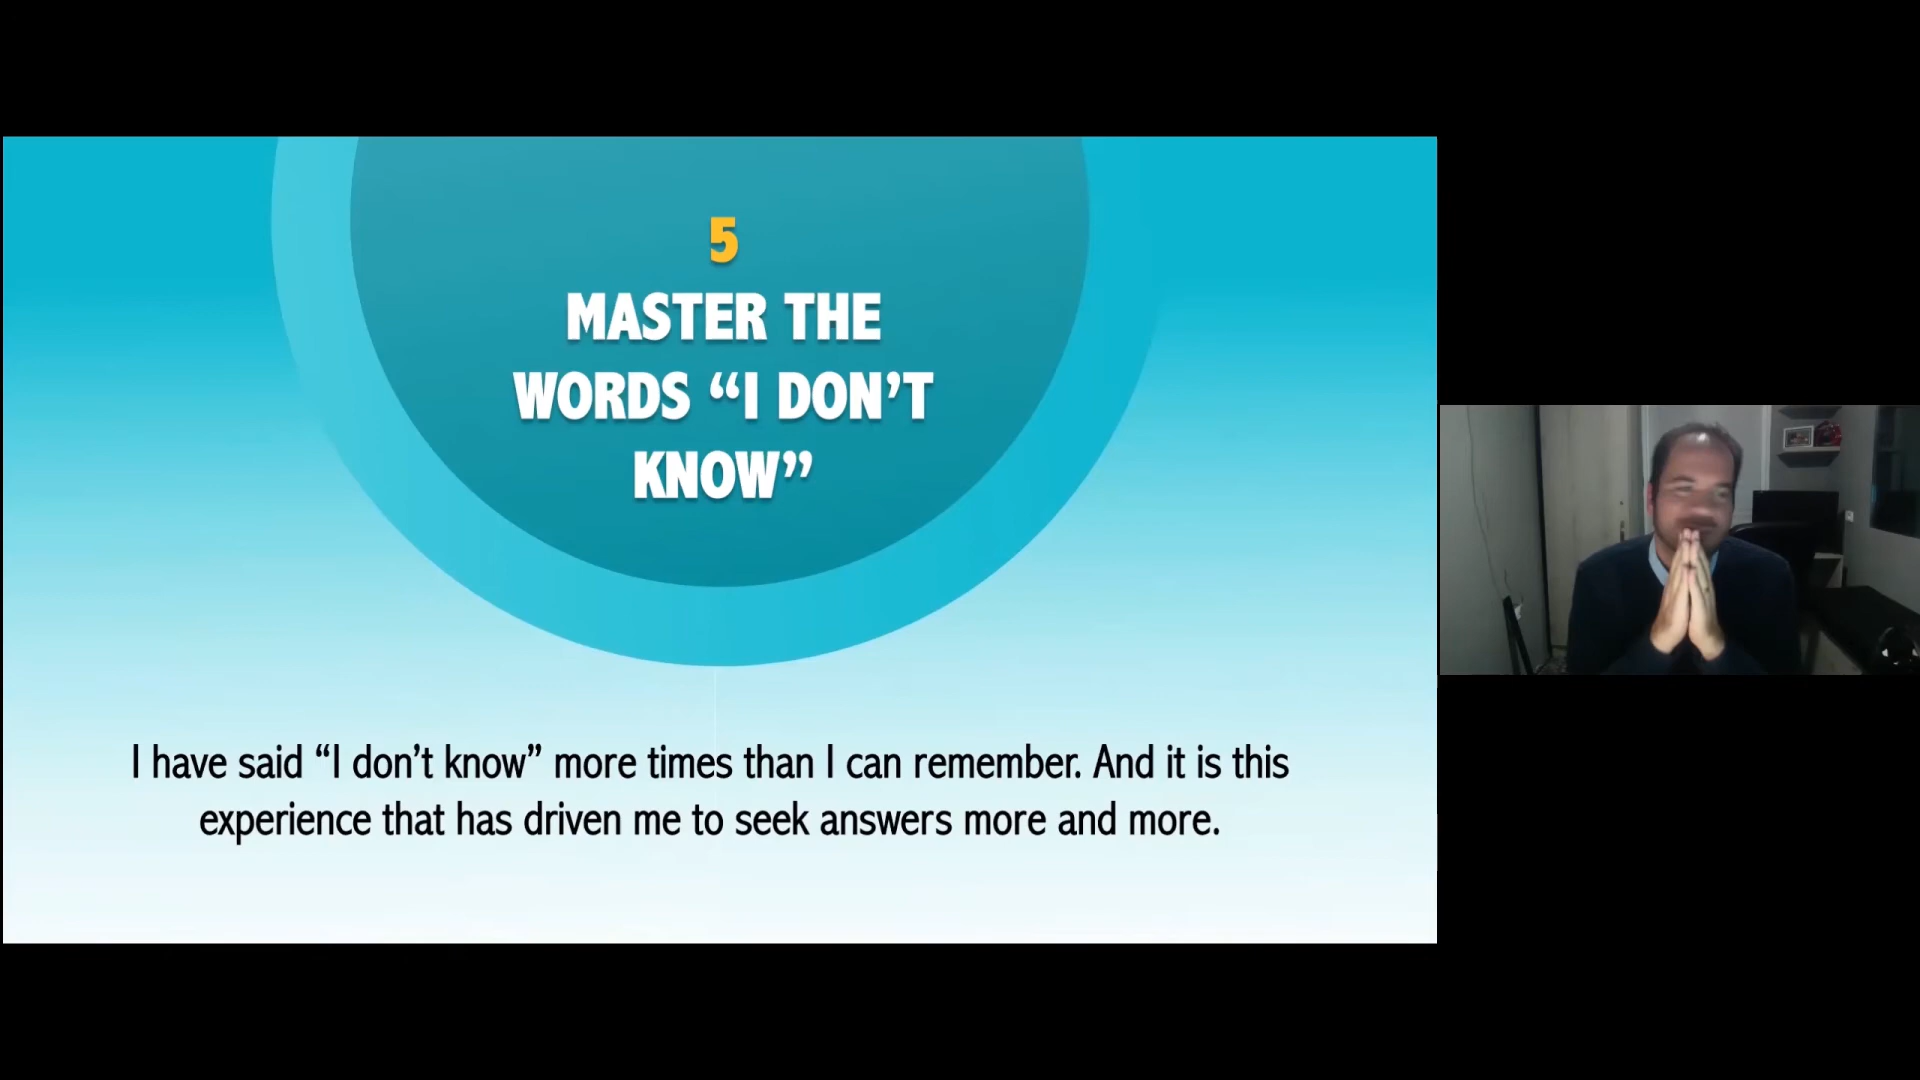 5
MASTER THE
WORDS “I DON’T
KNOW”
I have said “I don’t know” more times than I can remember. And it is this
experience that has driven me to seek answers more and more.